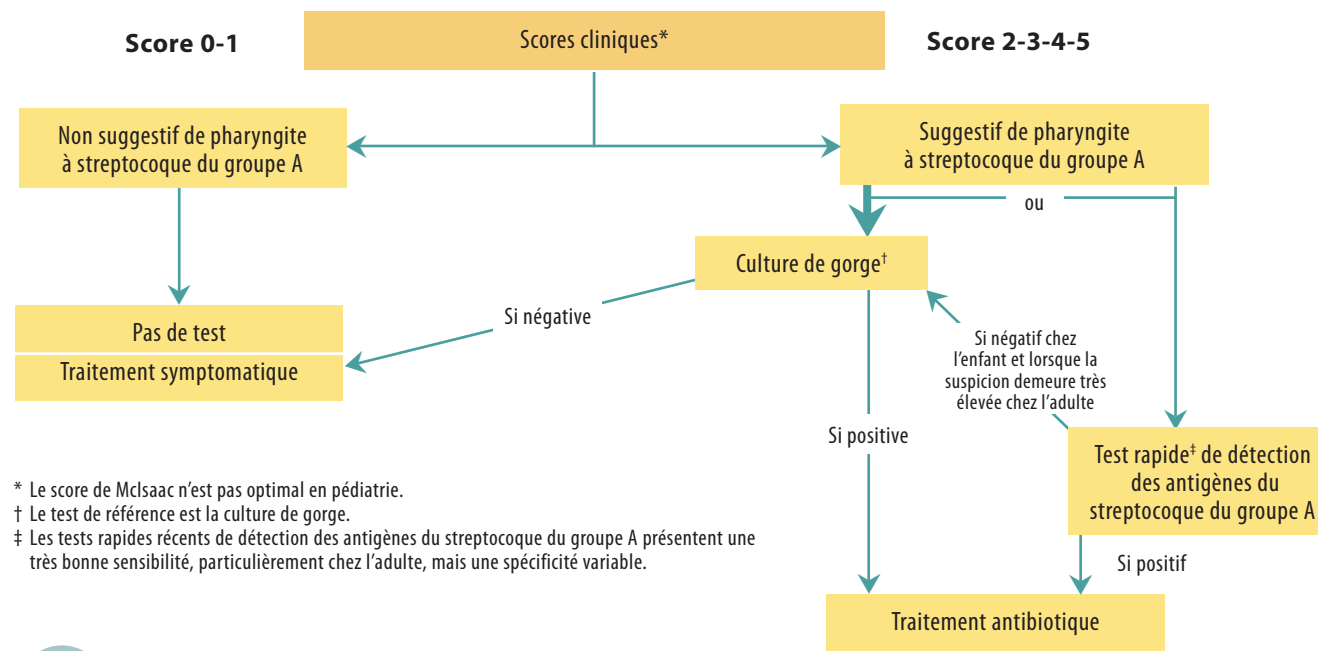 Score 0-1
Scores cliniques*
Score 2-3-4-5
Non suggestif de pharyngite
à streptocoque du groupe A
Suggestif de pharyngite
à streptocoque du groupe A
ou
Culture de gorge†
Si négative
Pas de test
Traitement symptomatique
Si négatif chez
l'enfant et lorsque la
suspicion demeure très
élevée chez l'adulte
Si positive
Test rapide‡ de détection
des antigènes du
streptocoque du groupe A
Si positif
Traitement antibiotique
* Le score de McIsaac n'est pas optimal en pédiatrie.
† Le test de référence est la culture de gorge.
‡ Les tests rapides récents de détection des antigènes du streptocoque du groupe A présentent une
très bonne sensibilité, particulièrement chez l'adulte, mais une spécificité variable.